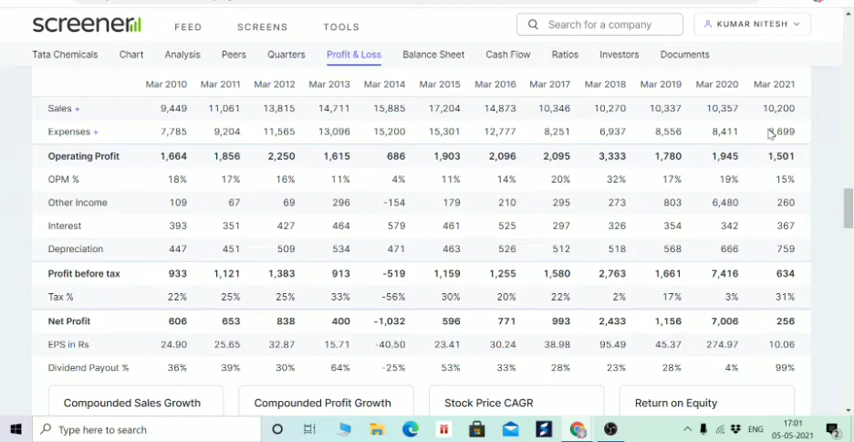 screener
FEED SCREENS TOOLS
Search for a company
KUMAR NITESH
Tata Chemicals Chart Analysis Peers Quarters Profit & Loss Balance Sheet Cash Flow Ratios Investors Documents
Mar 2010 Mar 2011 Mar 2012 Mar 2013 Mar 2014 Mar 2015 Mar 2016 Mar 2017 Mar 2018 Mar 2019 Mar 2020 Mar 2021
Sales + 9,449 11,061 13,815 14,711 15,885 17,204 14,873 10,346 10,270 10,337 10,357 10,200
Expenses + 7,785 9,204 11,565 13,096 15,200 15,301 12,777 8,251 6,937 8,556 8,411 8,699
Operating Profit 1,664 1,856 2,250 1,615 686 1,903 2,096 2,095 3,333 1,780 1,945 1,501
OPM % 18% 17% 16% 11% 4% 11% 14% 20% 32% 17% 19% 15%
Other Income 109 67 69 296 -154 179 210 295 273 803 6,480 260
Interest 393 351 427 464 579 461 525 297 326 354 342 367
Depreciation 447 451 509 534 471 463 526 512 518 568 666 759
Profit before tax 933 1,121 1,383 913 -519 1,159 1,255 1,580 2,763 1,661 7,416 634
Tax % 22% 25% 25% 33% -56% 30% 20% 22% 2% 17% 3% 31%
Net Profit 606 653 838 400 -1,032 596 771 993 2,433 1,156 7,006 256
EPS in Rs 24.90 25.65 32.87 15.71 -40.50 23.41 30.24 38.98 95.49 45.37 274.97 10.06
Dividend Payout % 36% 39% 30% 64% -25% 53% 33% 28% 23% 28% 4% 99%
Compounded Sales Growth Compounded Profit Growth Stock Price CAGR Return on Equity
Type here to search
ENG
17:01
05-05-2021
2